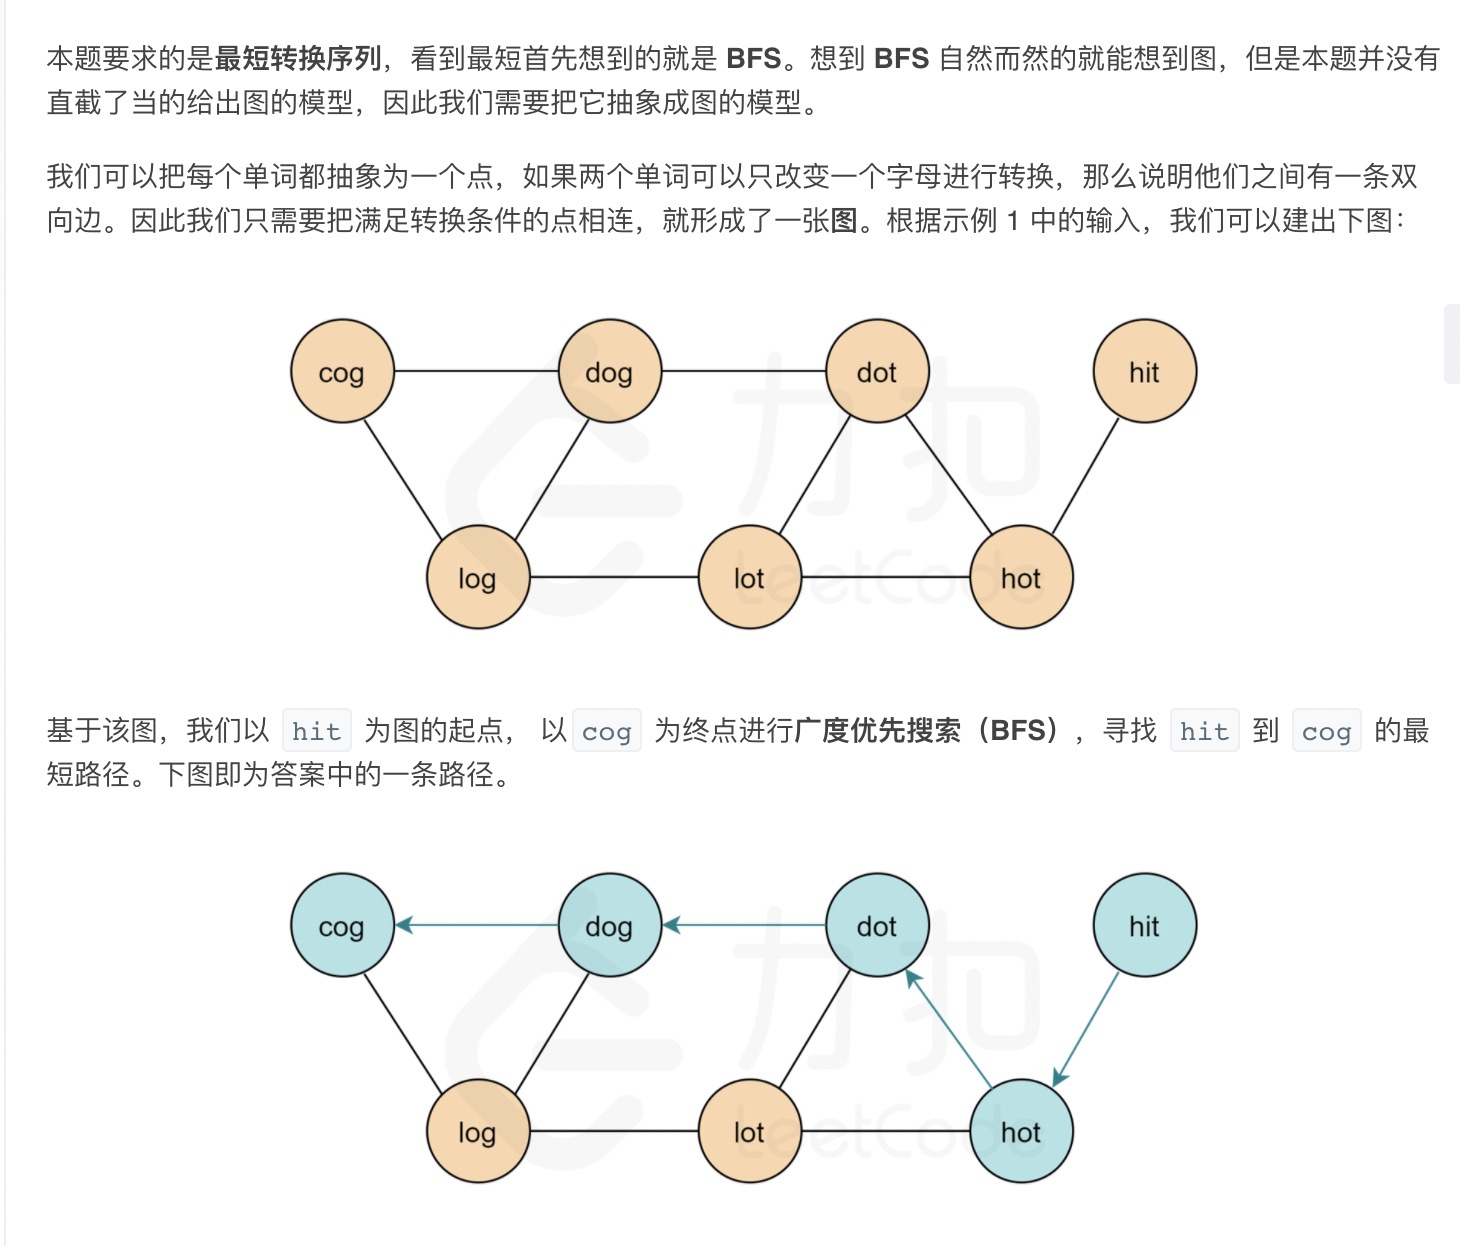 本题要求的是最短转换序列，看到最短首先想到的就是 BFS。想到 BFS 自然而然的就能想到图，但是本题并没有
直截了当的给出图的模型，因此我们需要把它抽象成图的模型。
我们可以把每个单词都抽象为一个点，如果两个单词可以只改变一个字母进行转换，那么说明他们之间有一条双
向边。因此我们只需要把满足转换条件的点相连，就形成了一张图。根据示例 1 中的输入，我们可以建出下图：
cog dog dot hit
log lot hot
力扣
LeetCode
基于该图，我们以 hit 为图的起点， 以 cog 为终点进行广度优先搜索（BFS），寻找 hit 到 cog 的最
短路径。下图即为答案中的一条路径。
cog dog dot hit
log lot hot
力扣
LeetCode